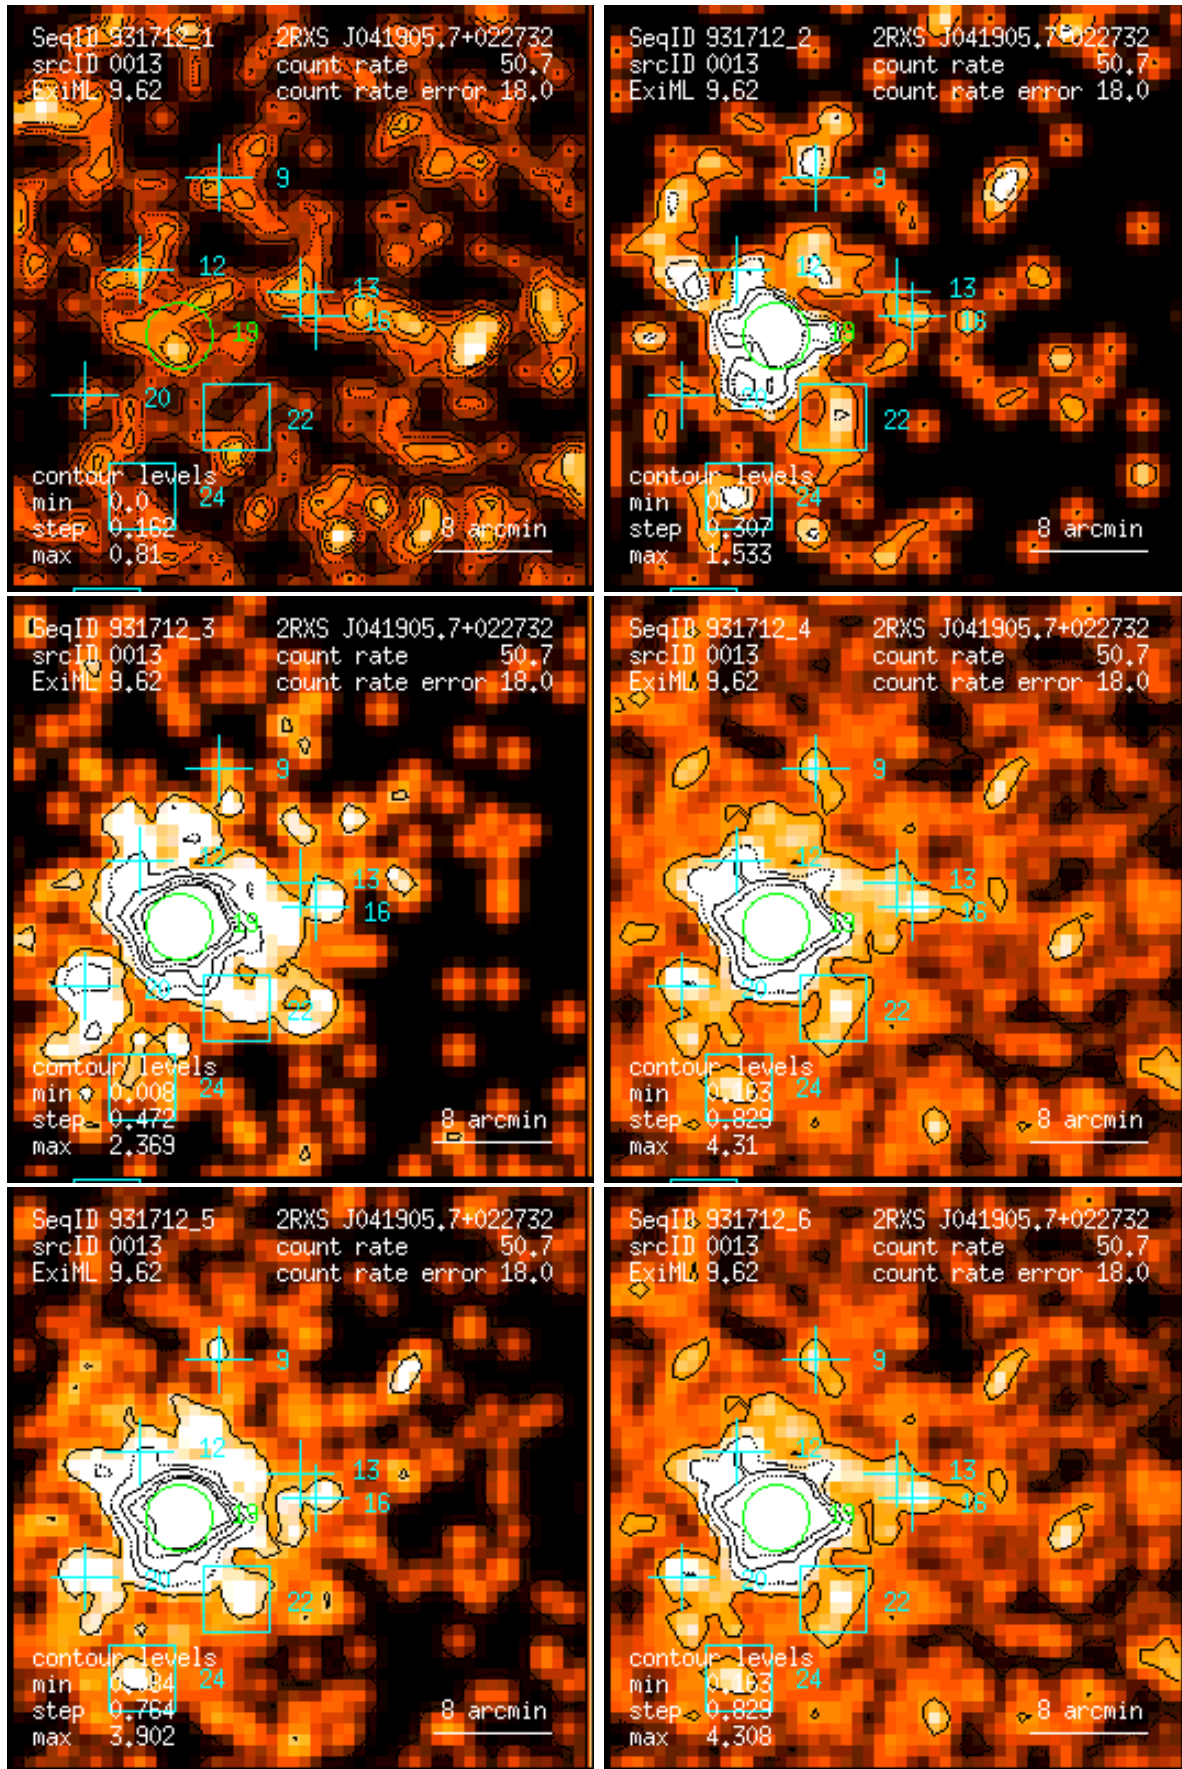 SeqID 931712_1 2RXS J041905.7+022732
srcID 0013 count rate 50.7
ExiML 9.62 count rate error 18.0
9
12
13
16
19
20
22
contour levels
min 0.0
24
step 0.162 8 arcmin
max 0.81
SeqID 931712_2 2RXS J041905.7+022732
srcID 0013 count rate 50.7
ExiML 9.62 count rate error 18.0
9
12
13
16
19
20
22
contour levels
min
24
step 0.307 8 arcmin
max 1.533
SeqID 931712_3 2RXS J041905.7+022732
srcID 0013 count rate 50.7
ExiML 9.62 count rate error 18.0
9
12
13
16
19
20
22
contour levels
min 0.008
24
step 0.472 8 arcmin
max 2.369
SeqID 931712_4 2RXS J041905.7+022732
srcID 0013 count rate 50.7
ExiML 9.62 count rate error 18.0
9
12
13
16
19
20
22
contour levels
min 0.163
24
step 0.829 8 arcmin
max 4.31
SeqID 931712_5 2RXS J041905.7+022732
srcID 0013 count rate 50.7
ExiML 9.62 count rate error 18.0
9
12
13
16
19
20
22
contour levels
min
24
step 0.764 8 arcmin
max 3.902
SeqID 931712_6 2RXS J041905.7+022732
srcID 0013 count rate 50.7
ExiML 9.62 count rate error 18.0
9
12
13
16
19
20
22
contour levels
min 0.163
24
step 0.829 8 arcmin
max 4.308